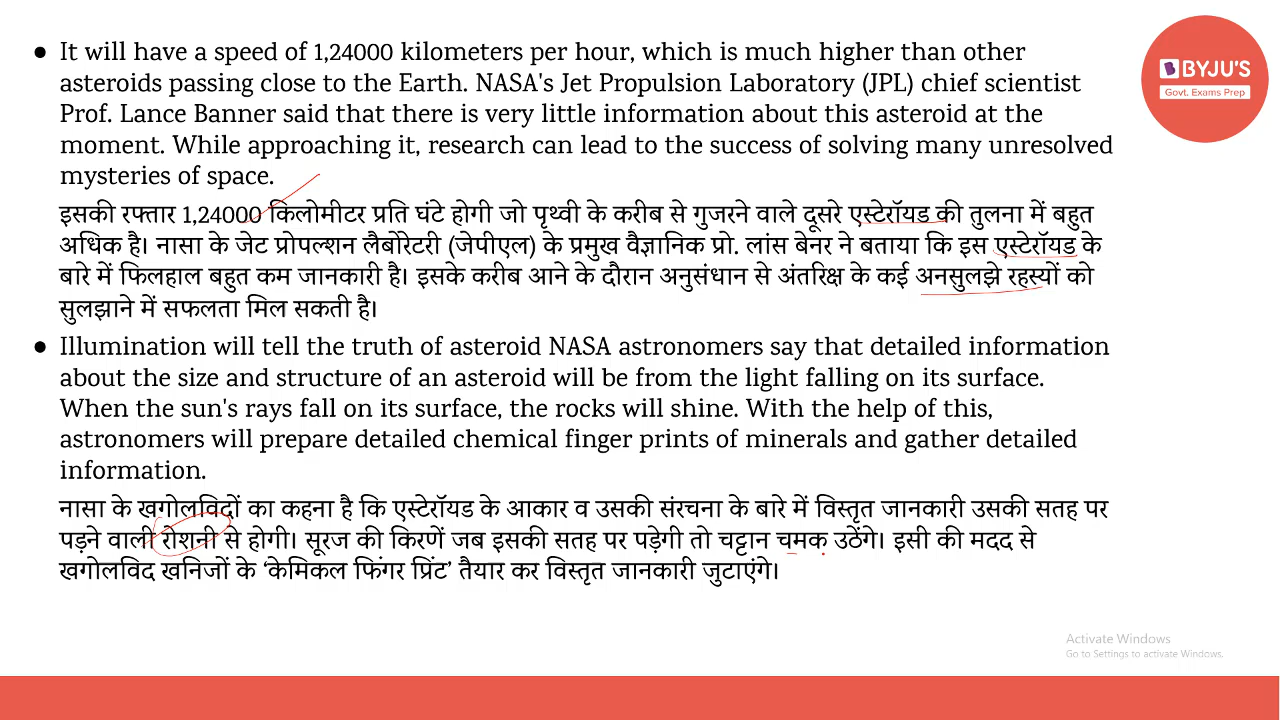 ● It will have a speed of 1,24000 kilometers per hour, which is much higher than other
asteroids passing close to the Earth. NASA's Jet Propulsion Laboratory (JPL) chief scientist
Prof. Lance Banner said that there is very little information about this asteroid at the
moment. While approaching it, research can lead to the success of solving many unresolved
mysteries of space.
इसकी रफ्तार 1,24000 किलोमीटर प्रति घंटे होगी जो पृथ्वी के करीब से गुजरने वाले दूसरे एस्टेरॉयड की तुलना में बहुत
अधिक है। नासा के जेट प्रोपल्शन लैबोरेटरी (जेपीएल) के प्रमुख वैज्ञानिक प्रो. लांस बेनर ने बताया कि इस एस्टेरॉयड के
बारे में फिलहाल बहुत कम जानकारी है। इसके करीब आने के दौरान अनुसंधान से अंतरिक्ष के कई अनसुलझे रहस्यों को
सुलझाने में सफलता मिल सकती है।
● Illumination will tell the truth of asteroid NASA astronomers say that detailed information
about the size and structure of an asteroid will be from the light falling on its surface.
When the sun's rays fall on its surface, the rocks will shine. With the help of this,
astronomers will prepare detailed chemical finger prints of minerals and gather detailed
information.
नासा के खगोलविदों का कहना है कि एस्टेरॉयड के आकार व उसकी संरचना के बारे में विस्तृत जानकारी उसकी सतह पर
पड़ने वाली रोशनी से होगी। सूरज की किरणें जब इसकी सतह पर पड़ेगी तो चट्टान चमक उठेंगे। इसी की मदद से
खगोलविद खनिजों के ‘केमिकल फिंगर प्रिंट’ तैयार कर विस्तृत जानकारी जुटाएंगे।
BYJU'S
Govt. Exams Prep
Activate Windows
Go to Settings to activate Windows.